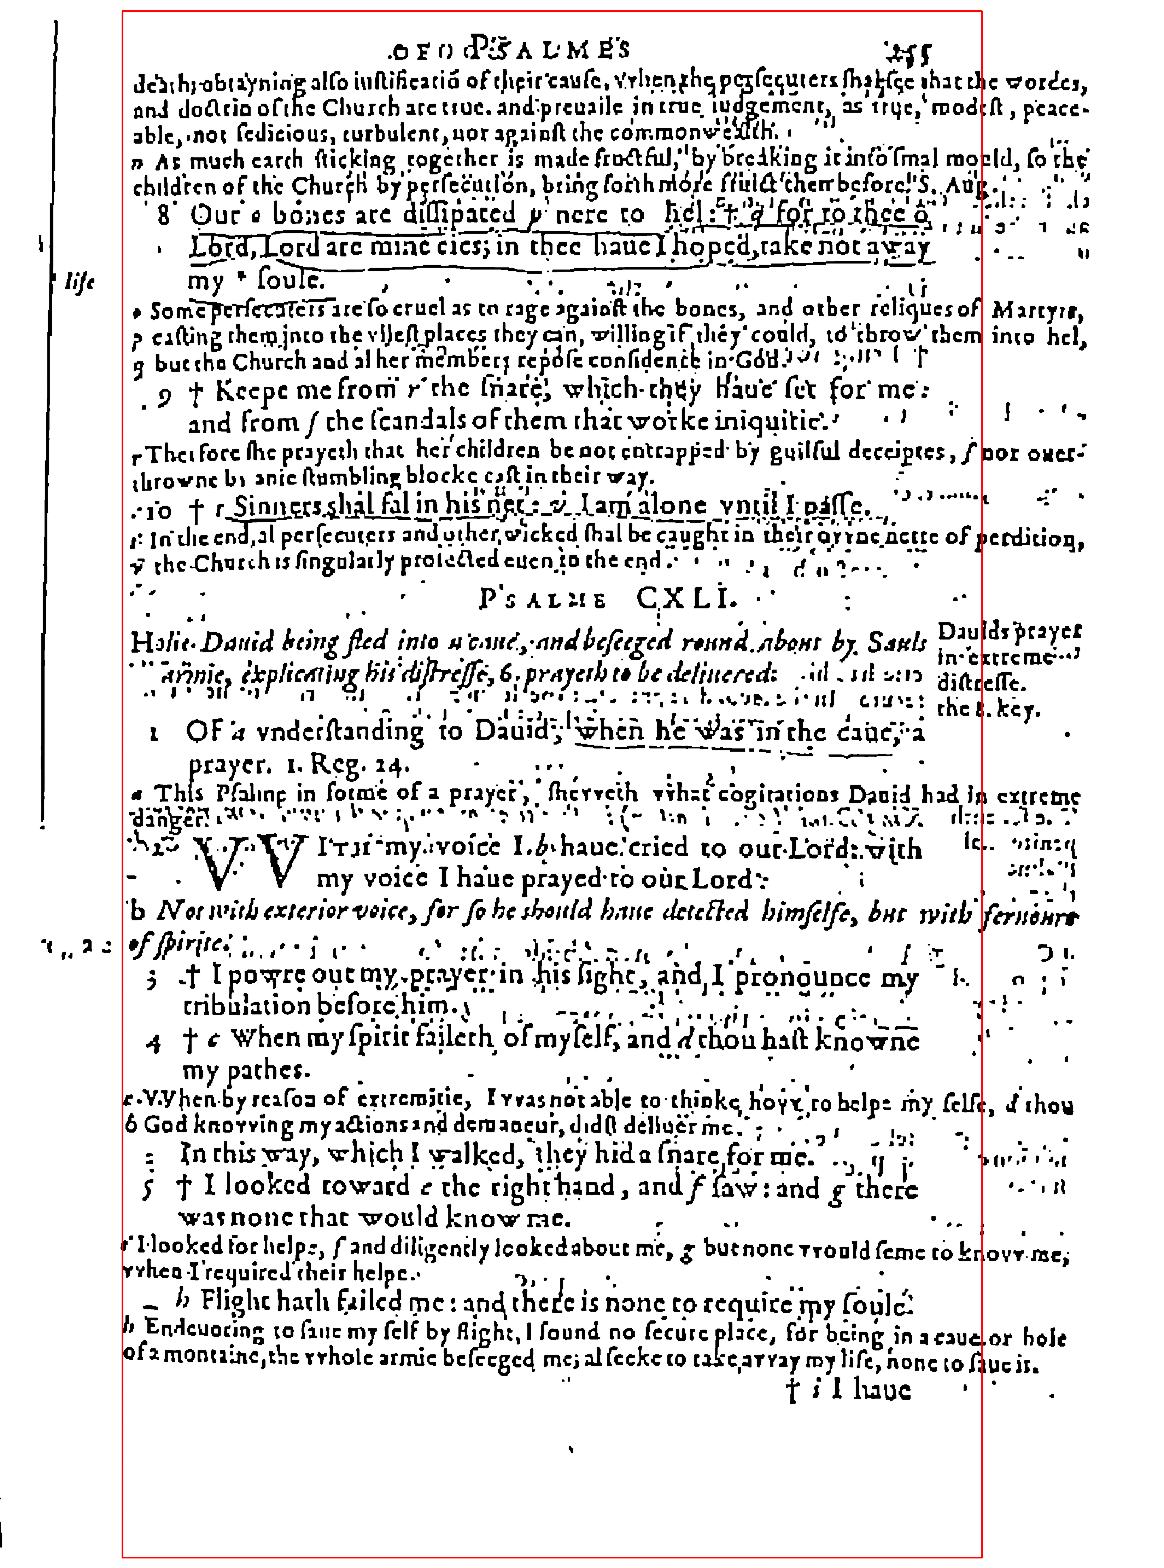 OF PSALMES 255
death, obtayning also iustificatiõ of their cause, vvhen the persecuters shal see that the wordes,
and doctrin of the Church are true. and preuaile in true iudgement, as true, modest, peace-
able, not sedicious, turbulent, nor against the commonwealth.
n As much earth sticking together is made fructful, by breaking it into smal mould, so the
children of the Church by persecution, bring forth more fruict then before. S. Aug.
8 Our o bones are dissipated p nere to hel: † q for to thee ô
Lord, Lord are mine eies; in thee haue I hoped, take not away
my * soule.
life
o Some persecuters are so cruel as to rage against the bones, and other reliques of Martyrs,
p casting them into the vilest places they can, willing if they could, to throw them into hel,
q but the Church and al her members repose confidence in God.
9 † Keepe me from r the snare, which they haue set for me:
and from s the scandals of them that worke iniquitie.
r Therfore she prayeth that her children be not entrapped by guilful deceiptes, s nor ouer-
throwne by anie stumbling blocke cast in their way.
10 † t Sinners shal fal in his net: v I am alone vntil I passe.
t In the end, al persecuters and other wicked shal be caught in their owne nette of perdition,
v the Church is singularly protected euen to the end.
PSALME CXLI.
Holie Dauid being fled into a caue, and beseeged round about by Sauls
armie, explicating his distresse, 6. prayeth to be deliuered:
Dauids prayer
in extreme
distresse.
the 8. key.
1 OF a vnderstanding to Dauid, when he was in the caue, a
prayer. 1. Reg. 24.
a This Psalme in forme of a prayer, shevveth vvhat cogitations Dauid had in extreme
danger.
2 VVITH my voice I b haue cried to our Lord: with
my voice I haue prayed to our Lord:
b Not with exterior voice, for so he should haue detected himselfe, but with feruoure
of spirite.
3 † I powre out my prayer in his sight, and I pronounce my
tribulation before him.
4 † c When my spirit faileth of myself, and d thou hast knowne
my pathes.
c VVhen by reason of extremitie, I vvas not able to thinke, hovv to helpe my selfe, d thou
ô God knovving my actions and demaneur, didst deliuer me.
In this way, which I walked, they hid a snare for me.
5 † I looked toward e the right hand, and f saw: and g there
was none that would know me.
e I looked for helpe, f and diligently looked about me, g but none vvould seme to knovv me,
vvhen I required their helpe.
h Flight hath failed me: and there is none to require my soule.
h Endeuoring to saue my self by flight, I found no secure place, for being in a caue or hole
of a montaine, the vvhole armie beseeged me; al seeke to take avvay my life, none to saue it.
† i I haue